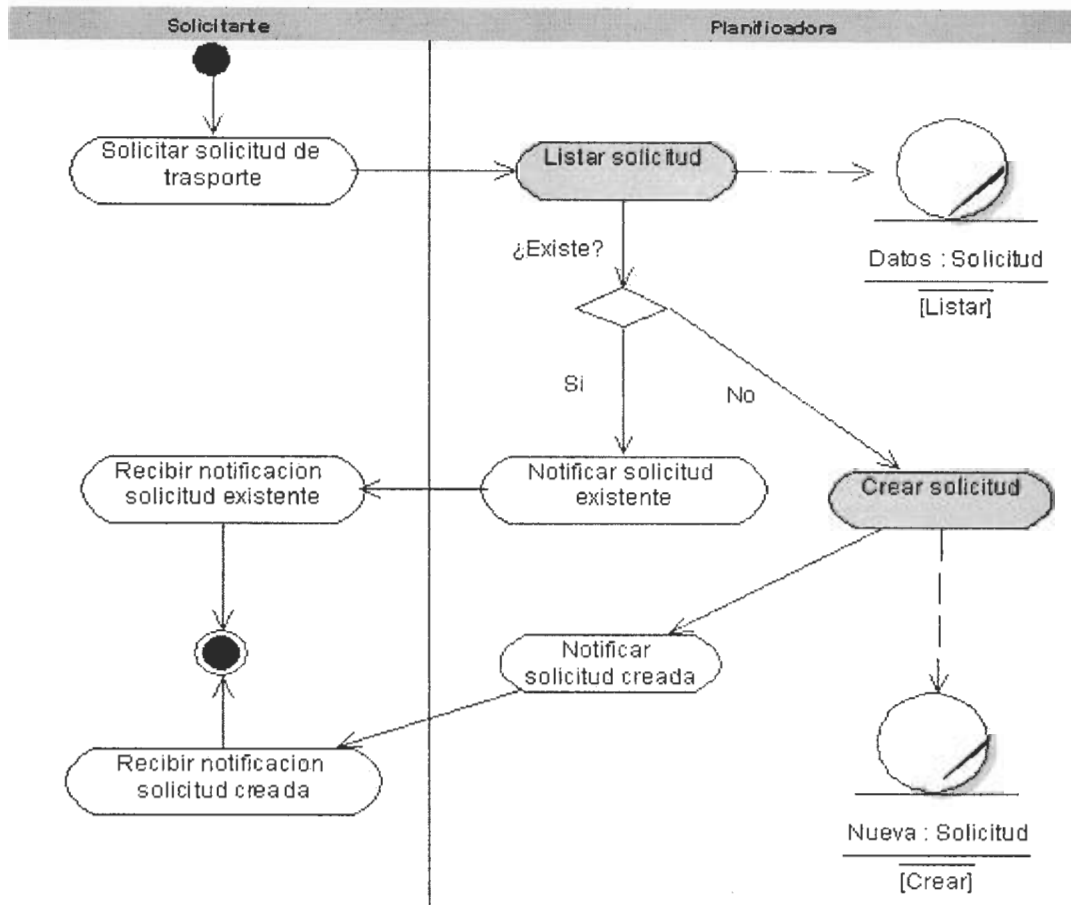 Solicitante
Planificadora
Solicitar solicitud de
trasporte
Listar solicitud
¿Existe?
Datos : Solicitud
[Listar]
Si
No
Recibir notificacion
solicitud existente
Notificar solicitud
existente
Crear solicitud
Notificar
solicitud creada
Recibir notificacion
solicitud creada
Nueva : Solicitud
[Crear]